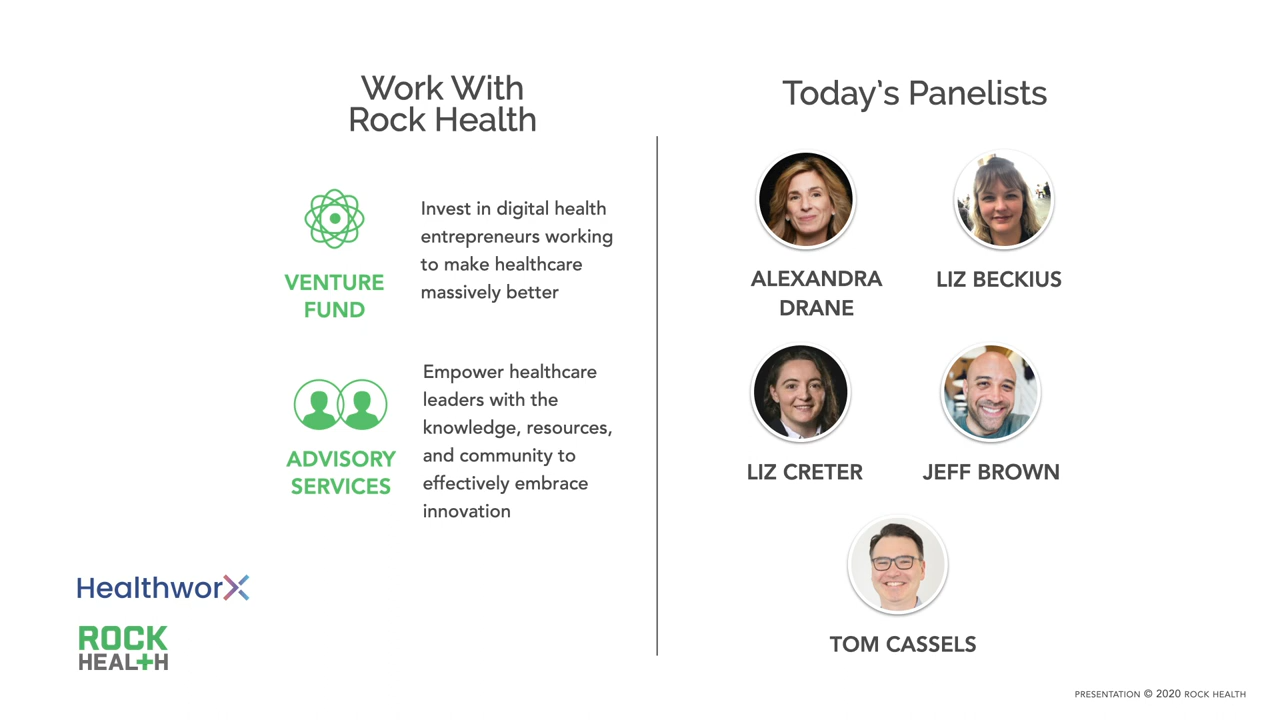 Work With
Rock Health
VENTURE
FUND
Invest in digital health
entrepreneurs working
to make healthcare
massively better
ADVISORY
SERVICES
Empower healthcare
leaders with the
knowledge, resources,
and community to
effectively embrace
innovation
HealthworX
ROCK
HEALTH
Today's Panelists
ALEXANDRA
DRANE
LIZ BECKIUS
LIZ CRETER
JEFF BROWN
TOM CASSELS
PRESENTATION © 2020 ROCK HEALTH